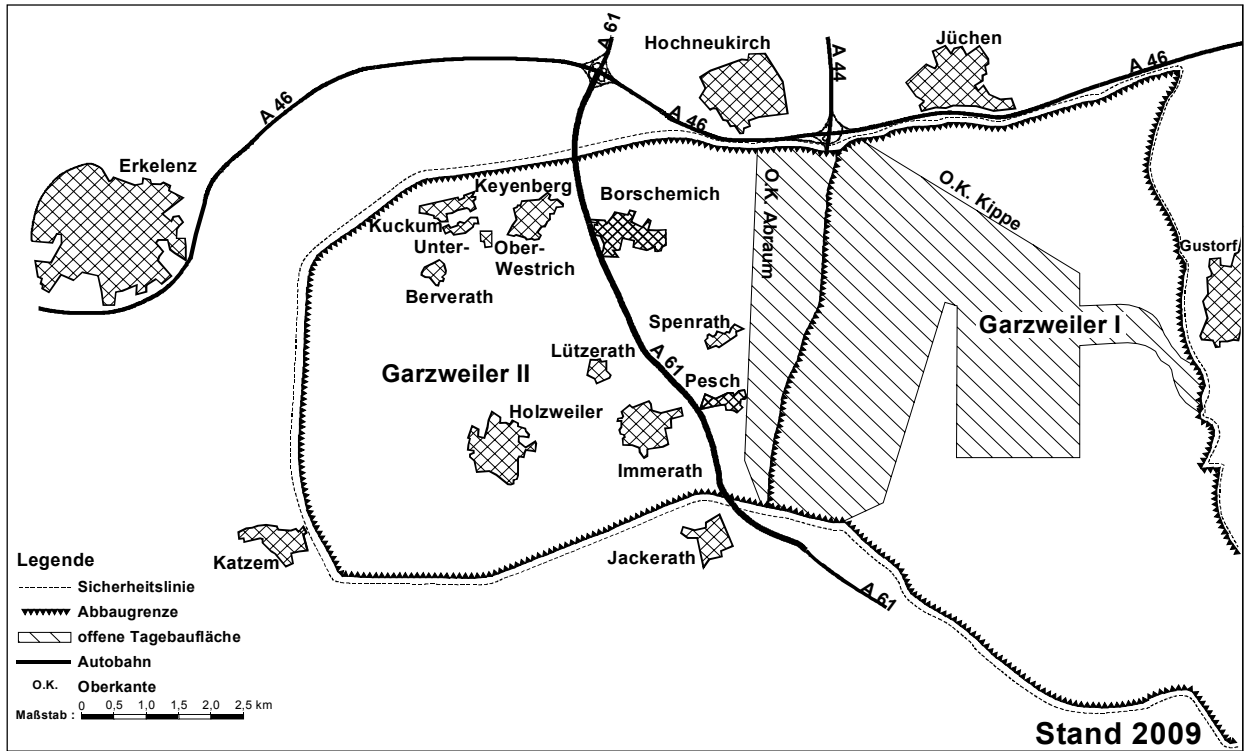 A 61
Hochneukirch
A 44
Jüchen
A 46
A 46
A 46
Erkelenz
Keyenberg
Borschemich
O.K. Abraum
O.K. Kippe
Kuckum
Unter-
Ober-
Westrich
Berverath
Gustorf
Spenrath
Garzweiler I
Lützerath
A 61
Garzweiler II
Pesch
Holzweiler
Immerath
Katzem
Jackerath
A 61
Legende
Sicherheitslinie
Abbaugrenze
offene Tagebaufläche
Autobahn
O.K. Oberkante
Maßstab : 0 0,5 1,0 1,5 2,0 2,5 km
Stand 2009